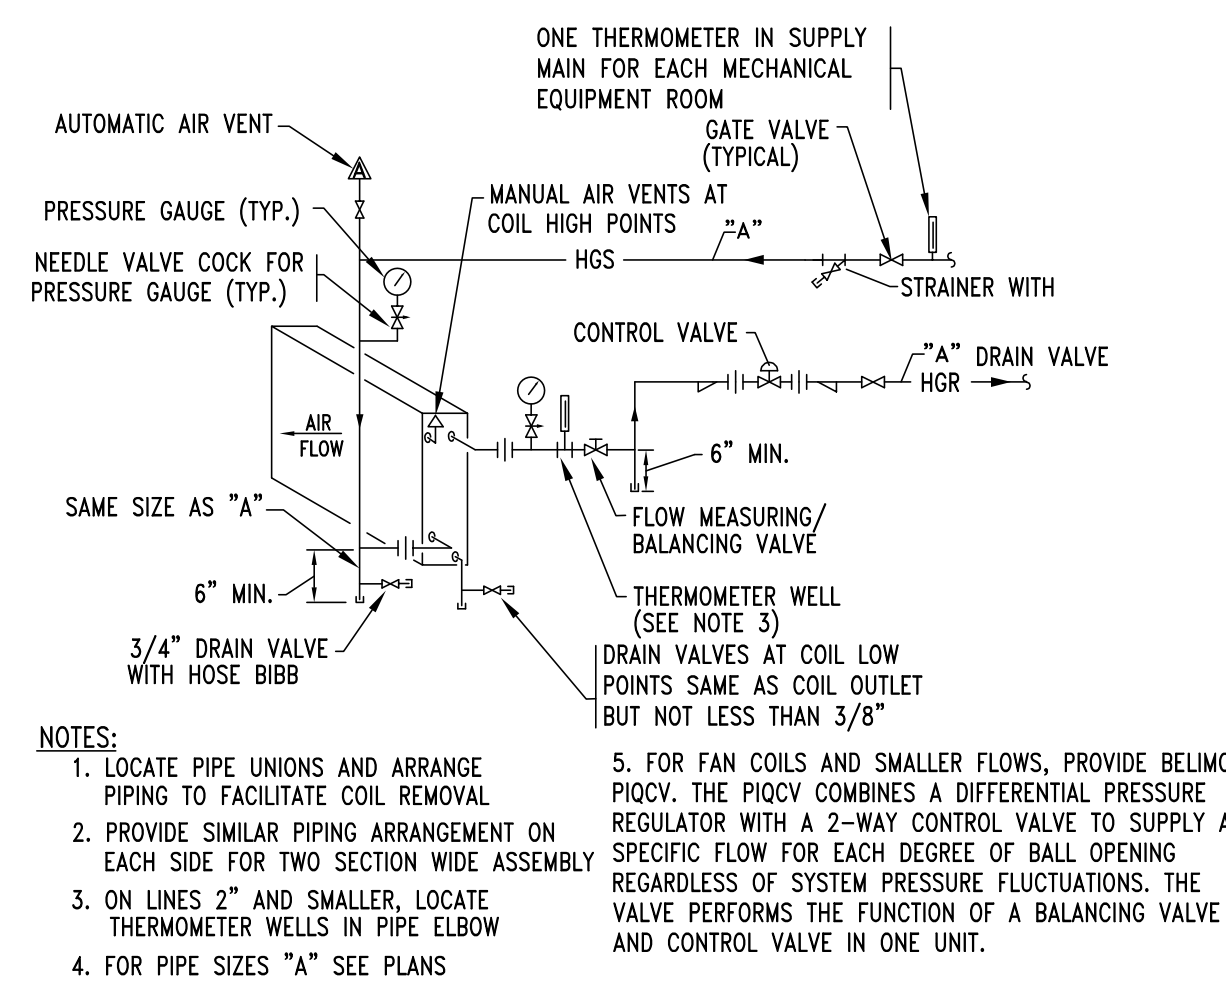 ONE THERMOMETER IN SUPPLY
MAIN FOR EACH MECHANICAL
EQUIPMENT ROOM
AUTOMATIC AIR VENT
A
GATE VALVE
(TYPICAL)
PRESSURE GAUGE (TYP.)
MANUAL AIR VENTS AT
COIL HIGH POINTS
"A"
NEEDLE VALVE COCK FOR
PRESSURE GAUGE (TYP.)
HGS
STRAINER WITH
CONTROL VALVE
"A" DRAIN VALVE
HGR
AIR
FLOW
6" MIN.
SAME SIZE AS "A"
FLOW MEASURING/
BALANCING VALVE
6" MIN.
THERMOMETER WELL
(SEE NOTE 3)
3/4" DRAIN VALVE
WITH HOSE BIBB
DRAIN VALVES AT COIL LOW
POINTS SAME AS COIL OUTLET
BUT NOT LESS THAN 3/8"
NOTES:
1. LOCATE PIPE UNIONS AND ARRANGE
PIPING TO FACILITATE COIL REMOVAL
2. PROVIDE SIMILAR PIPING ARRANGEMENT ON
EACH SIDE FOR TWO SECTION WIDE ASSEMBLY
3. ON LINES 2" AND SMALLER, LOCATE
THERMOMETER WELLS IN PIPE ELBOW
4. FOR PIPE SIZES "A" SEE PLANS
5. FOR FAN COILS AND SMALLER FLOWS, PROVIDE BELIMO
PIQCV. THE PIQCV COMBINES A DIFFERENTIAL PRESSURE
REGULATOR WITH A 2-WAY CONTROL VALVE TO SUPPLY A
SPECIFIC FLOW FOR EACH DEGREE OF BALL OPENING
REGARDLESS OF SYSTEM PRESSURE FLUCTUATIONS. THE
VALVE PERFORMS THE FUNCTION OF A BALANCING VALVE
AND CONTROL VALVE IN ONE UNIT.